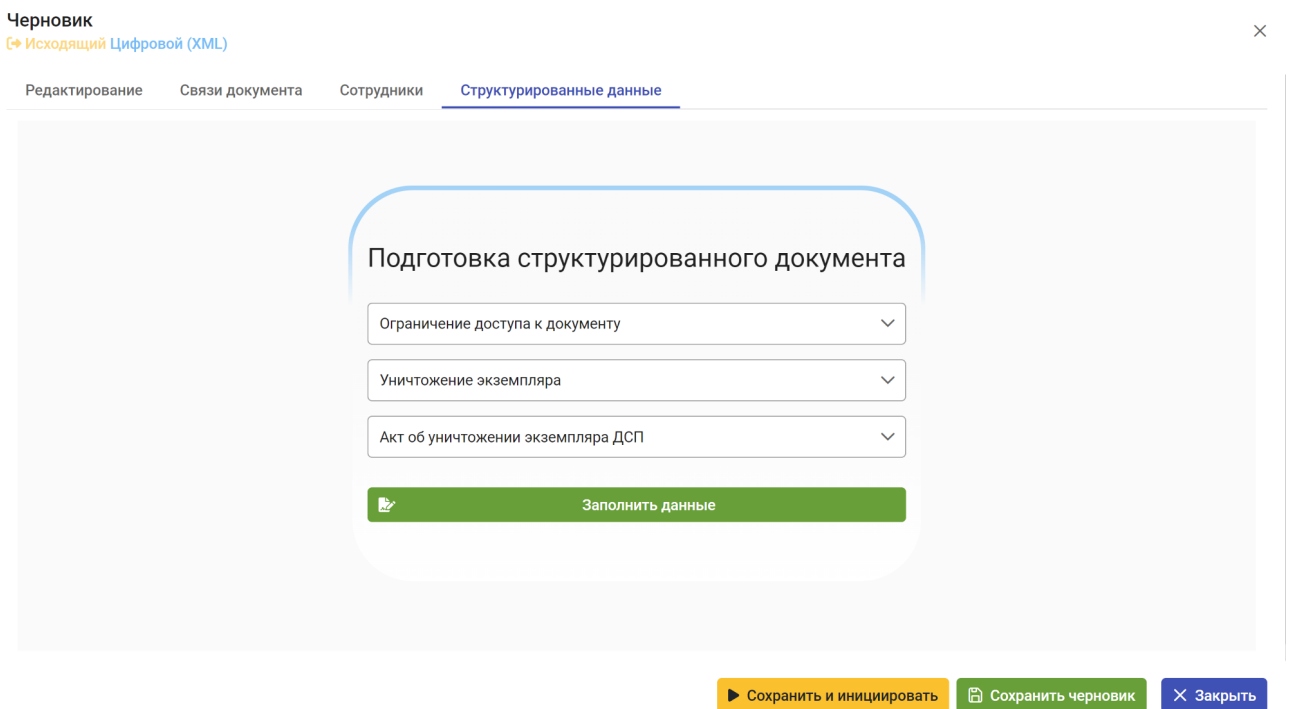 Черновик
Исходящий Цифровой (XML)
Редактирование Связи документа Сотрудники Структурированные данные
Подготовка структурированного документа
Ограничение доступа к документу
Уничтожение экземпляра
Акт об уничтожении экземпляра ДСП
Заполнить данные
Сохранить и инициировать Сохранить черновик Закрыть